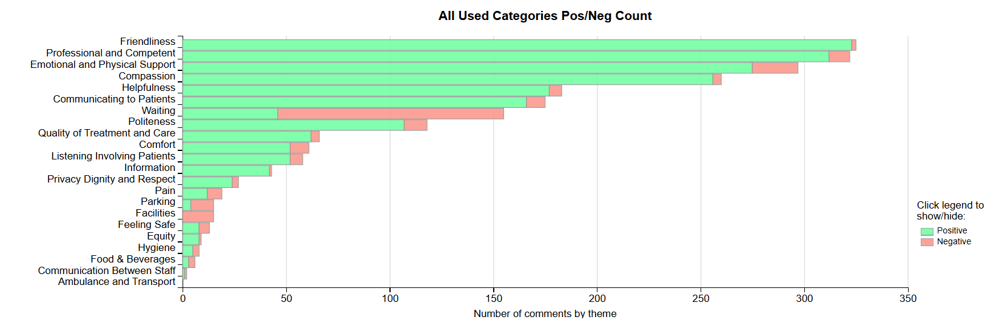 All Used Categories Pos/Neg Count
Friendliness
Professional and Competent
Emotional and Physical Support
Compassion
Helpfulness
Communicating to Patients
Waiting
Politeness
Quality of Treatment and Care
Comfort
Listening Involving Patients
Information
Privacy Dignity and Respect
Pain
Parking
Facilities
Feeling Safe
Equity
Hygiene
Food & Beverages
Communication Between Staff
Ambulance and Transport
0 50 100 150 200 250 300 350
Number of comments by theme
Click legend to
show/hide:
Positive
Negative